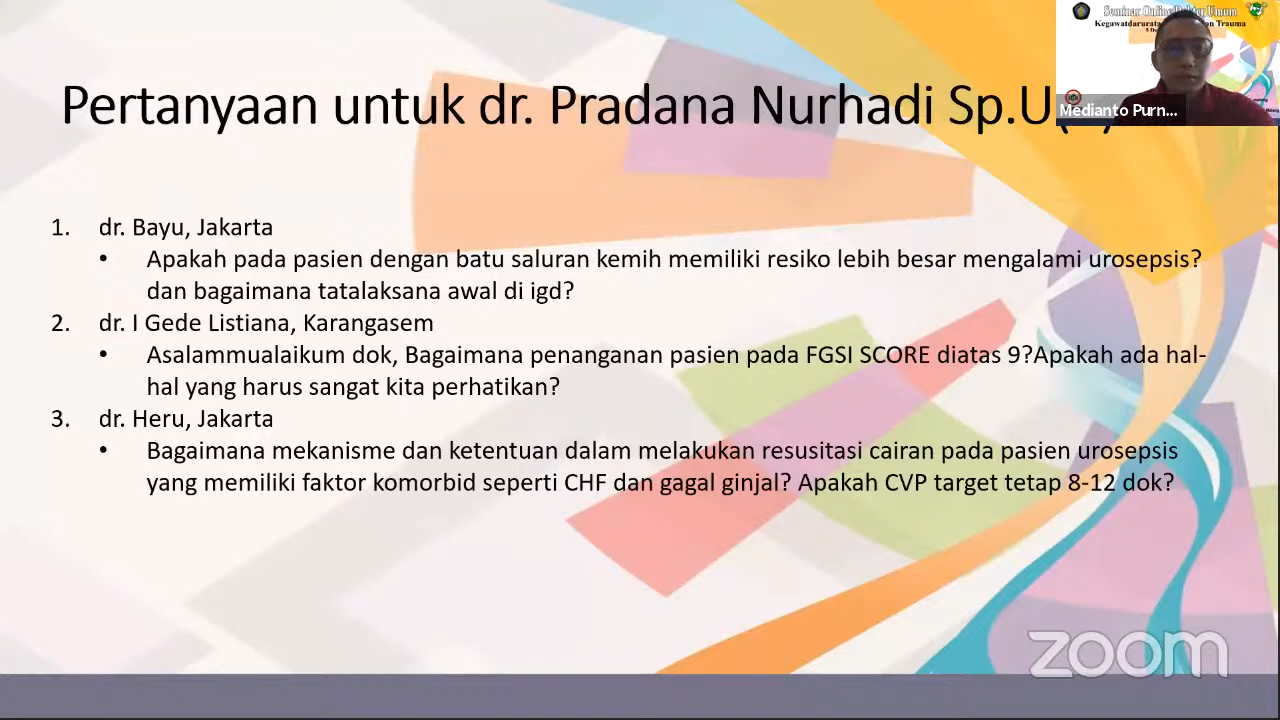 Seminar Online Dokter Umum
Medianto Purn...
Pertanyaan untuk dr. Pradana Nurhadi Sp.U
1. dr. Bayu, Jakarta
• Apakah pada pasien dengan batu saluran kemih memiliki resiko lebih besar mengalami urosepsis?
dan bagaimana tatalaksana awal di igd?
2. dr. I Gede Listiana, Karangasem
• Asalammualaikum dok, Bagaimana penanganan pasien pada FGSI SCORE diatas 9?Apakah ada hal-
hal yang harus sangat kita perhatikan?
3. dr. Heru, Jakarta
• Bagaimana mekanisme dan ketentuan dalam melakukan resusitasi cairan pada pasien urosepsis
yang memiliki faktor komorbid seperti CHF dan gagal ginjal? Apakah CVP target tetap 8-12 dok?
zoom